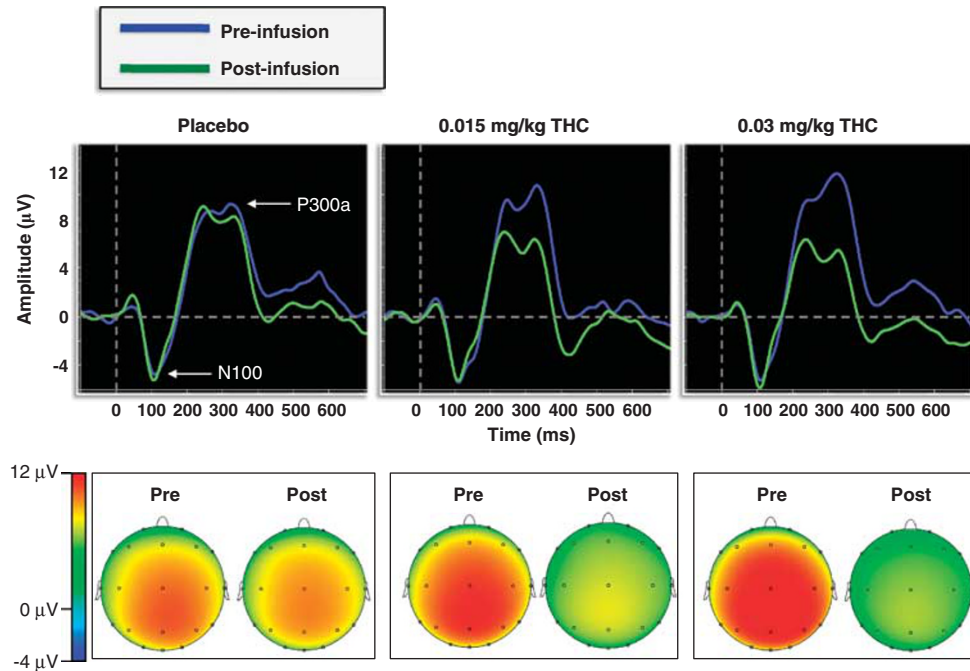 Pre-infusion
Post-infusion
Placebo 0.015 mg/kg THC 0.03 mg/kg THC
Amplitude (µV)
12
8
4
0
-4
P300a
N100
0 100 200 300 400 500 600 0 100 200 300 400 500 600 0 100 200 300 400 500 600
Time (ms)
12 µV
0 µV
-4 µV
Pre Post Pre Post Pre Post